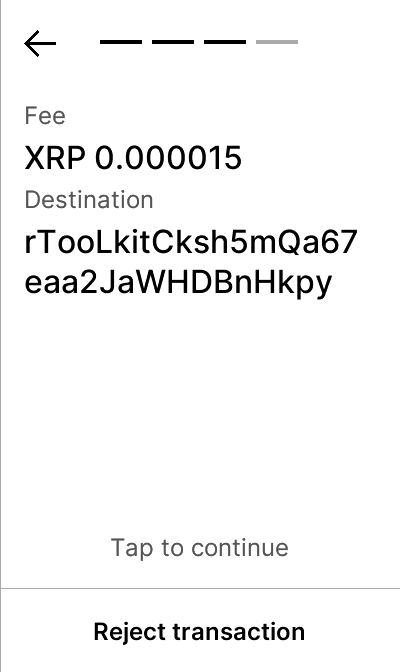 Fee
XRP 0.000015
Destination
rTooLkitCksh5mQa67
eaa2JaWHDBnHkpy
Tap to continue
Reject transaction